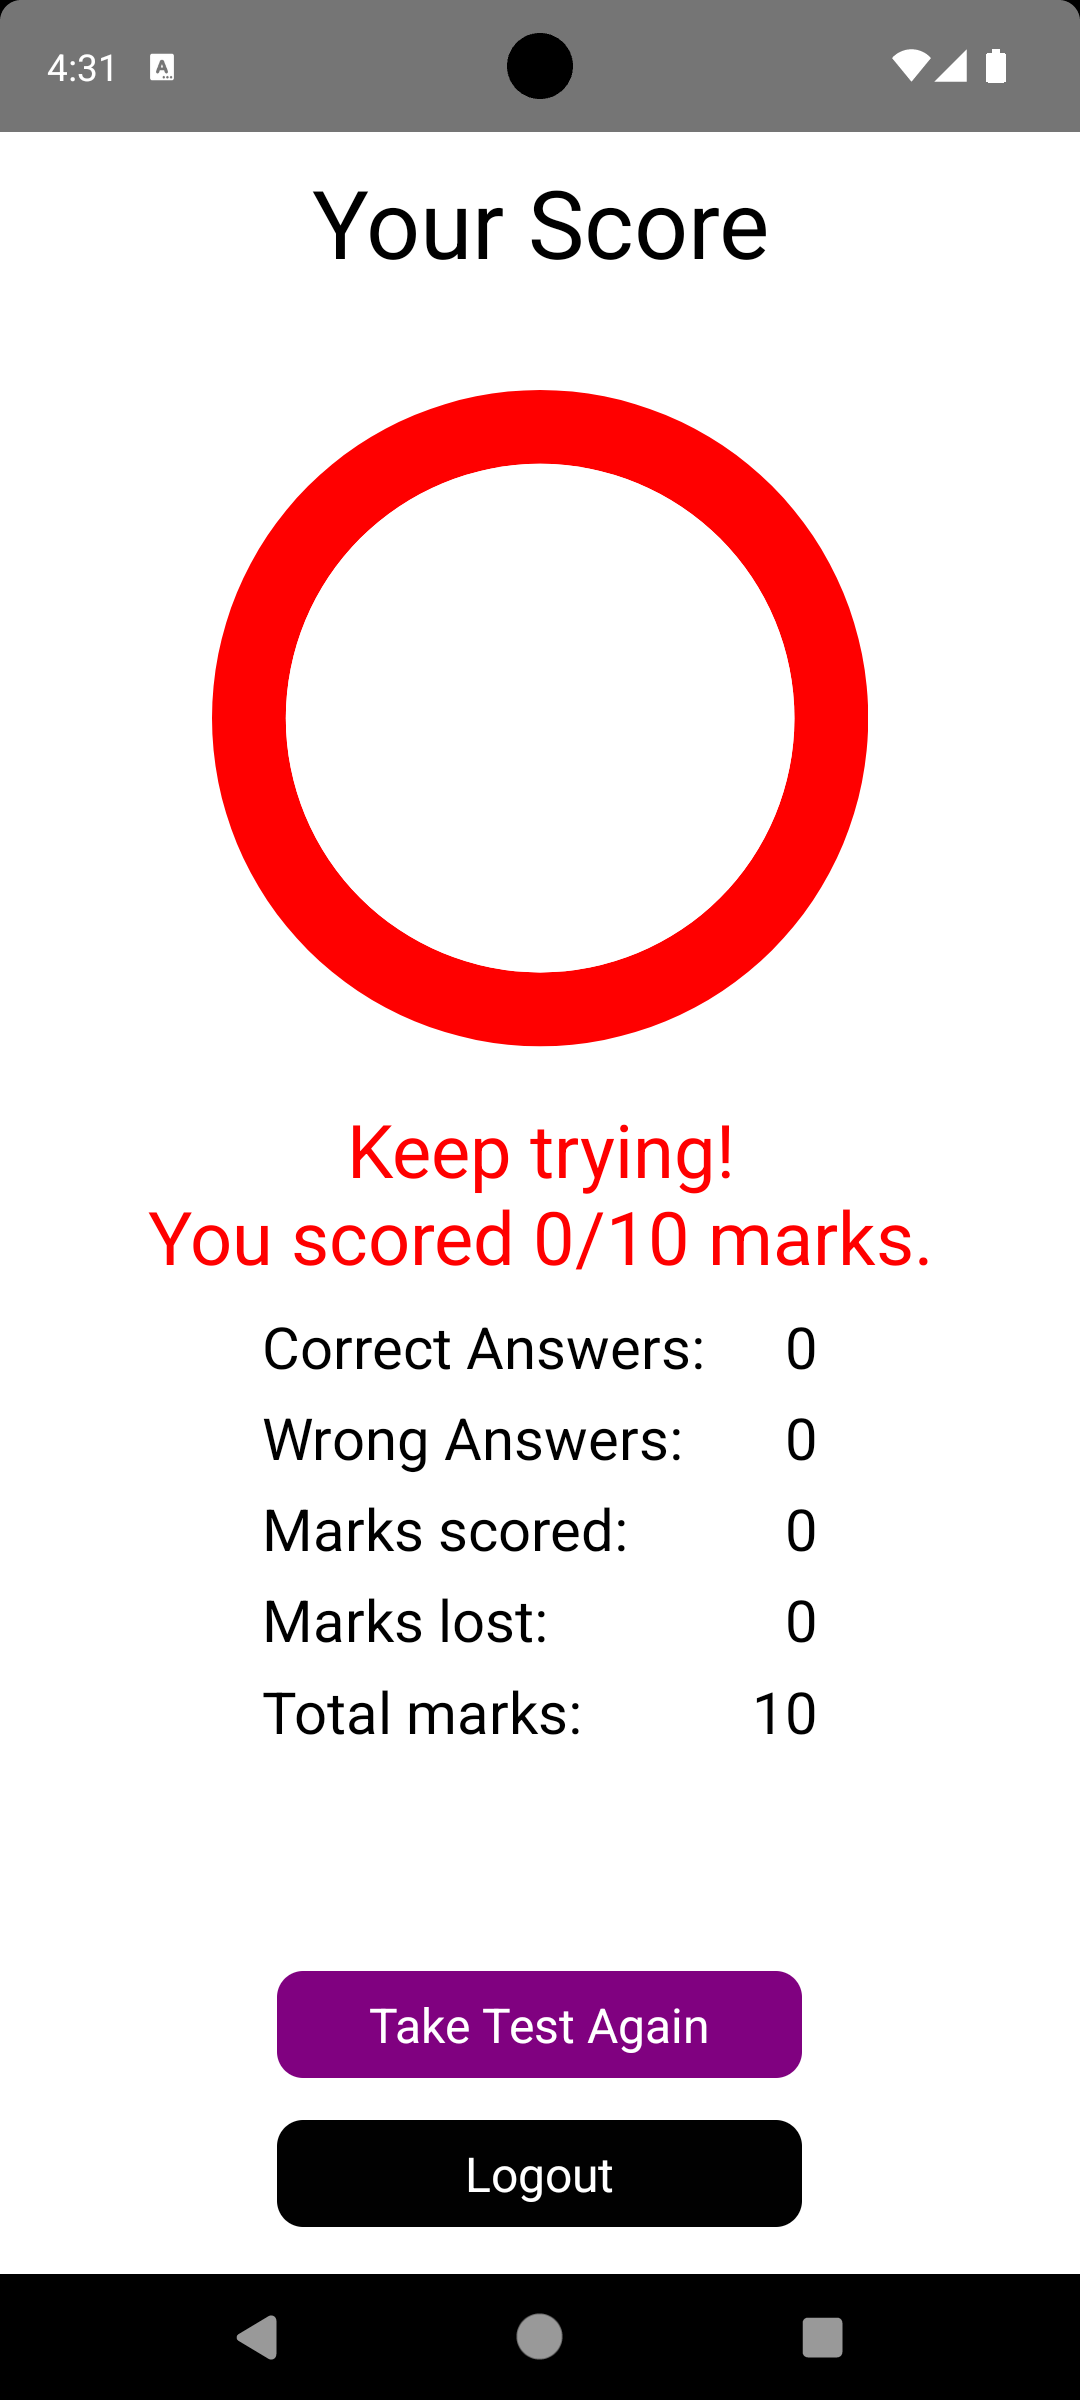 4:31
Your Score
Keep trying!
You scored 0/10 marks.
Correct Answers: 0
Wrong Answers: 0
Marks scored: 0
Marks lost: 0
Total marks: 10
Take Test Again
Logout